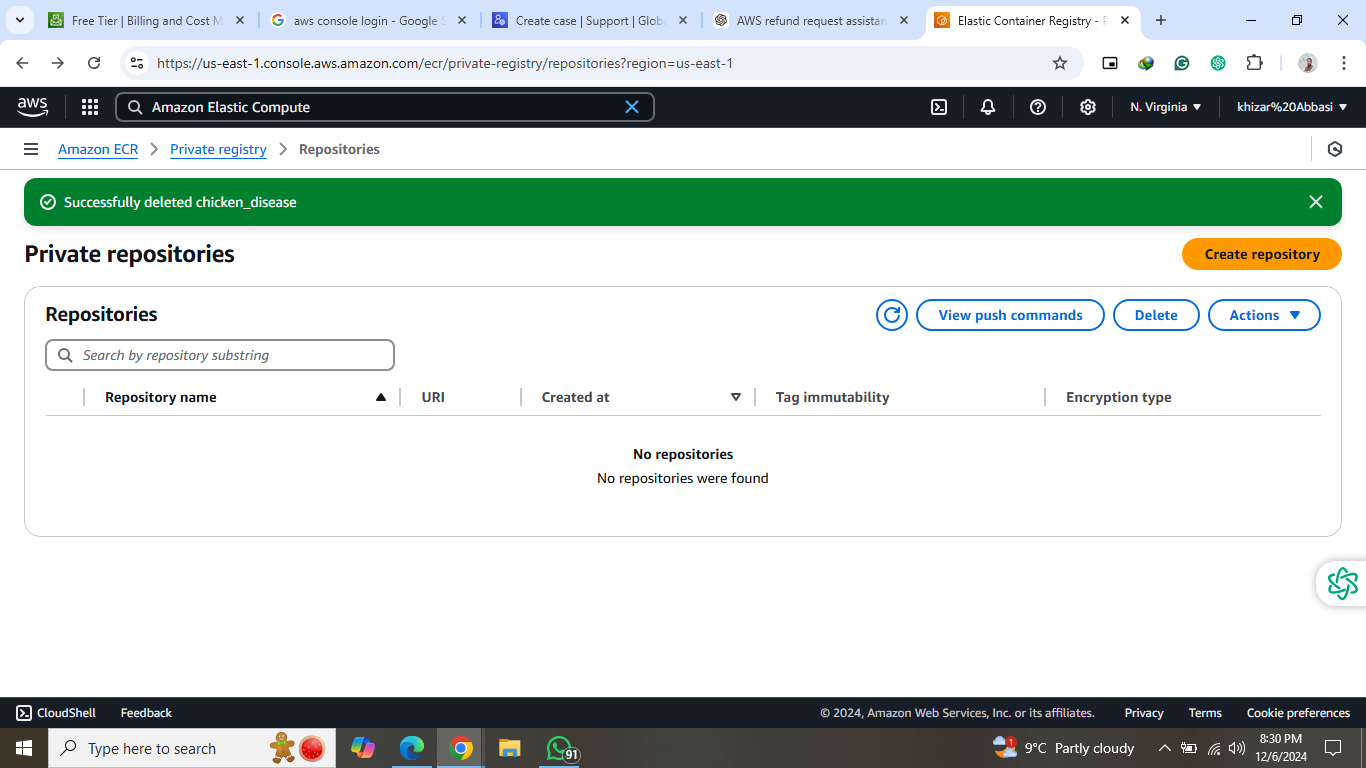 Free Tier | Billing and Cost M
aws console login - Google S
Create case | Support | Glob
AWS refund request assistan
Elastic Container Registry - P
https://us-east-1.console.aws.amazon.com/ecr/private-registry/repositories?region=us-east-1
aws
Amazon Elastic Compute
N. Virginia
khizar%20Abbasi
Amazon ECR
Private registry
Repositories
Successfully deleted chicken_disease
Private repositories
Create repository
Repositories
View push commands
Delete
Actions
Search by repository substring
Repository name
URI
Created at
Tag immutability
Encryption type
No repositories
No repositories were found
CloudShell
Feedback
© 2024, Amazon Web Services, Inc. or its affiliates.
Privacy
Terms
Cookie preferences
Type here to search
91
1
9°C Partly cloudy
8:30 PM
12/6/2024